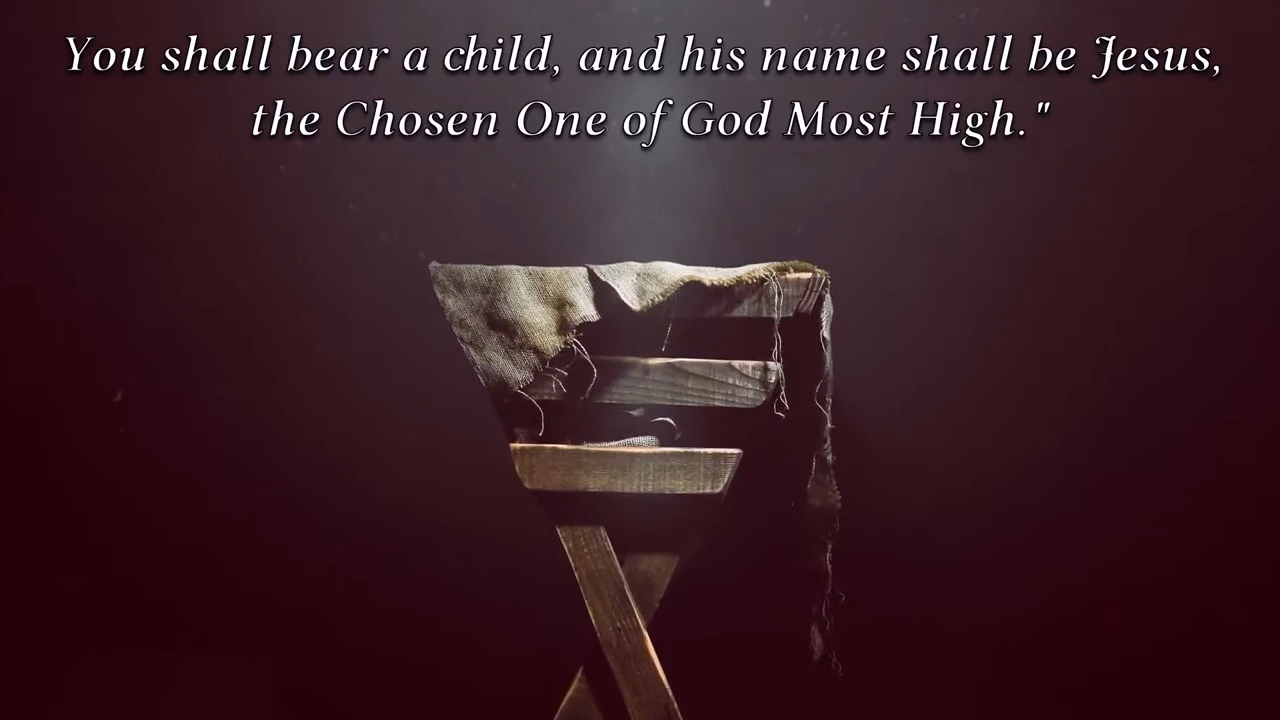 You shall bear a child, and his name shall be Jesus,
the Chosen One of God Most High."